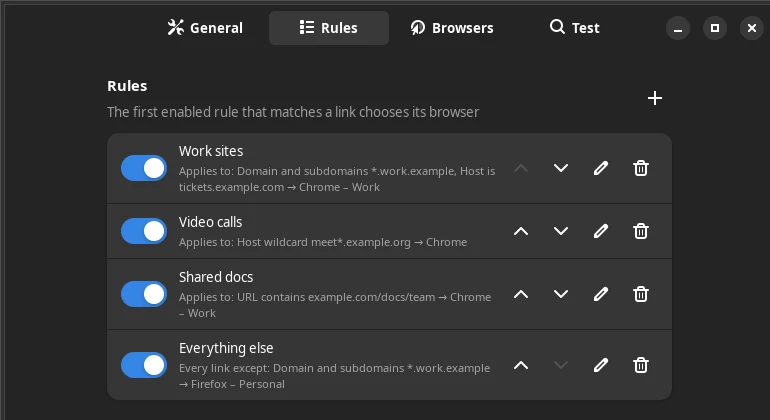 General
Rules
Browsers
Test
Rules
The first enabled rule that matches a link chooses its browser
Work sites
Applies to: Domain and subdomains *.work.example, Host is
tickets.example.com → Chrome – Work
Video calls
Applies to: Host wildcard meet*.example.org → Chrome
Shared docs
Applies to: URL contains example.com/docs/team → Chrome
– Work
Everything else
Every link except: Domain and subdomains *.work.example
→ Firefox – Personal